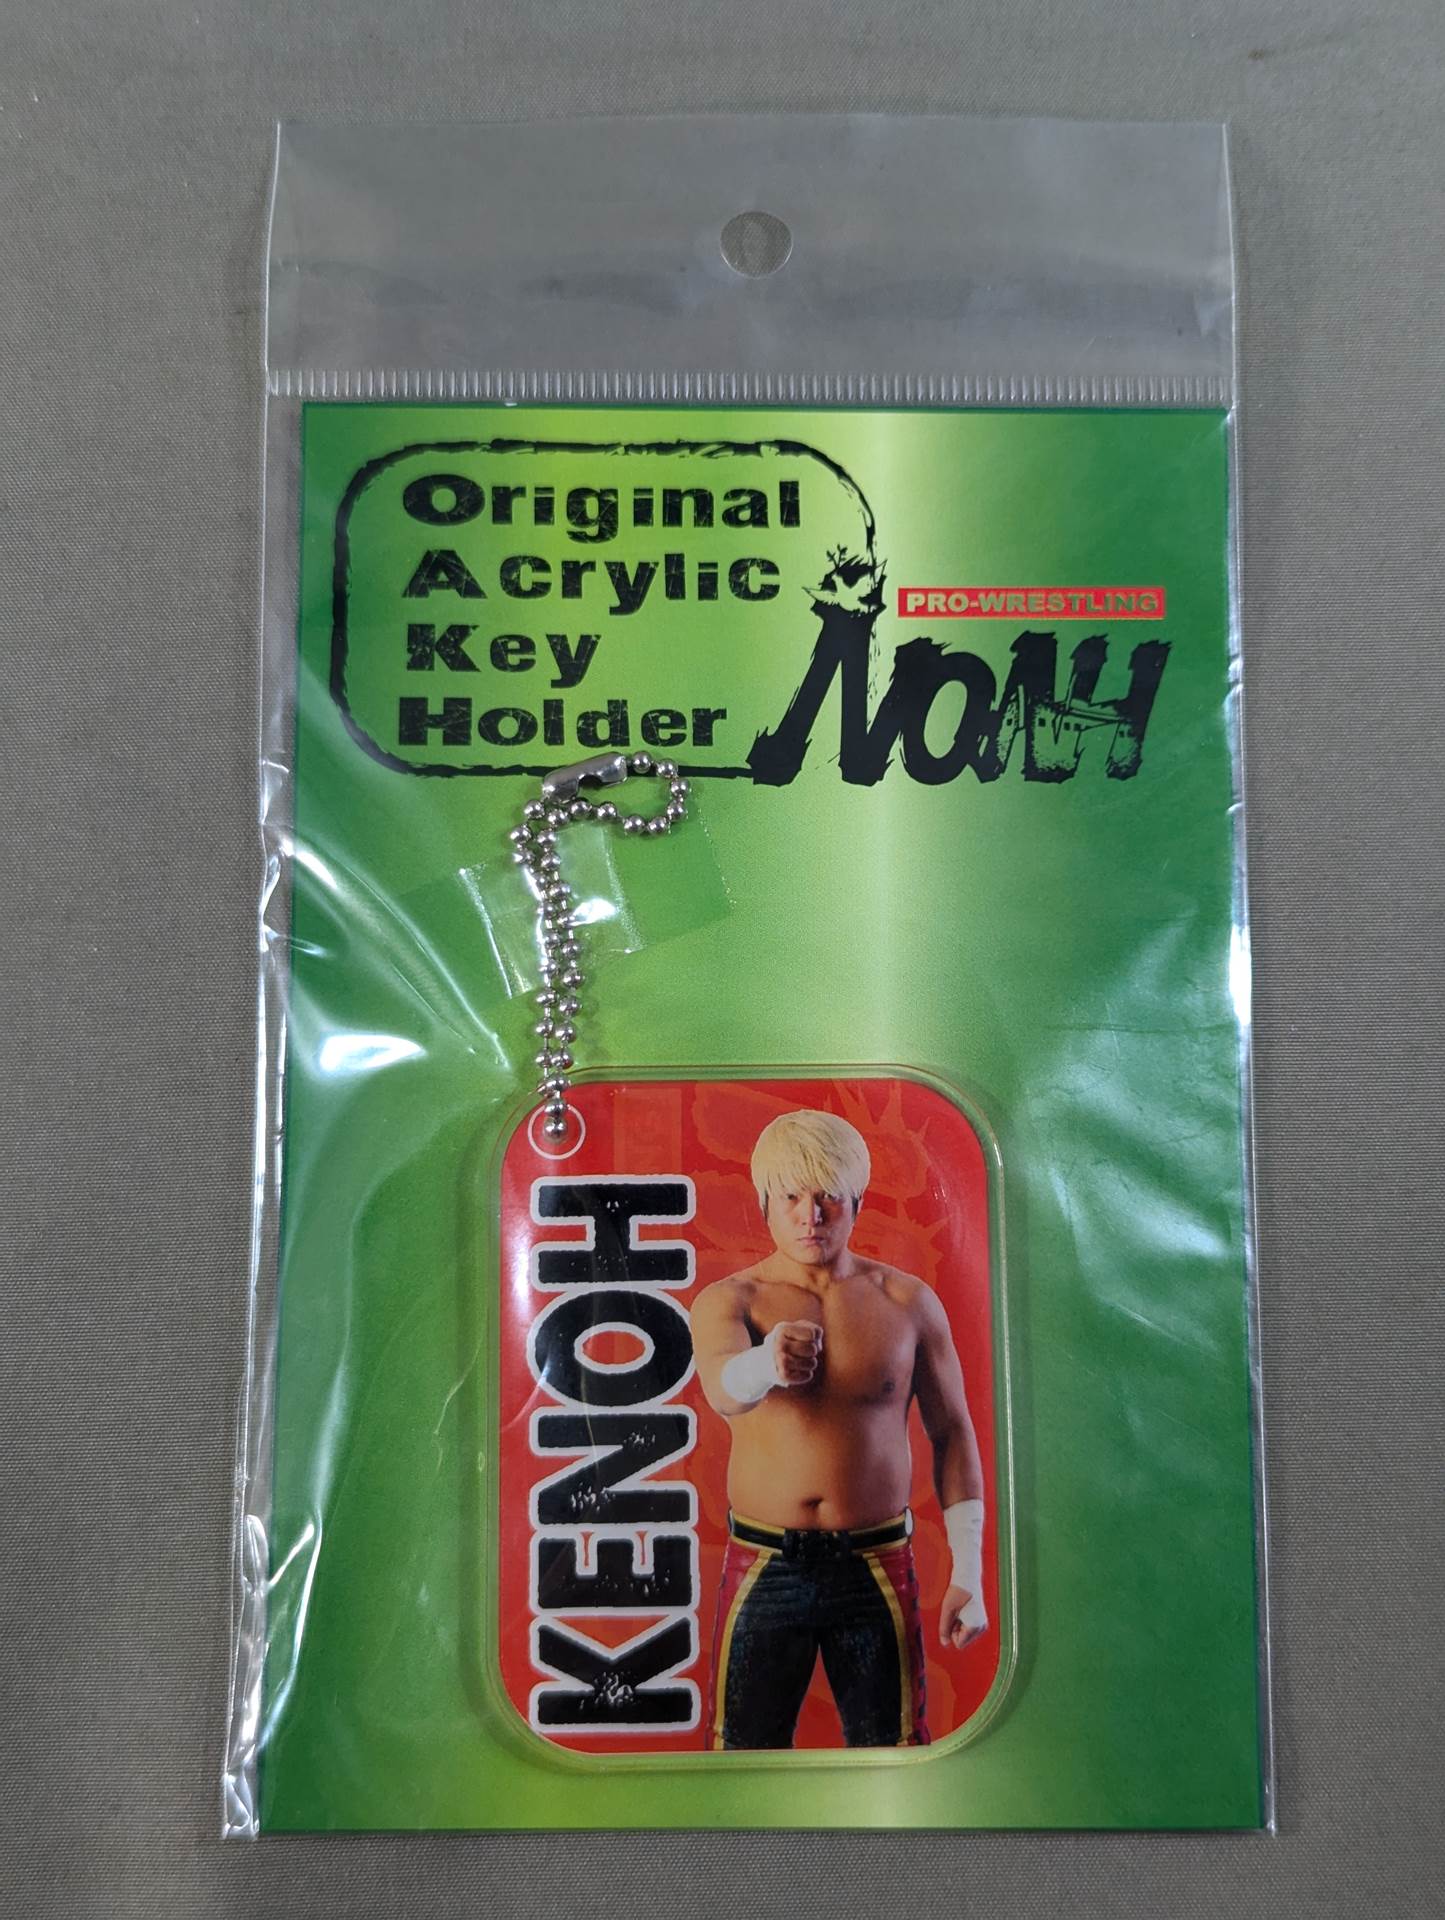 Original
Acrylic
Key
Holder
PRO-WRESTLING
NOAH
KENOH